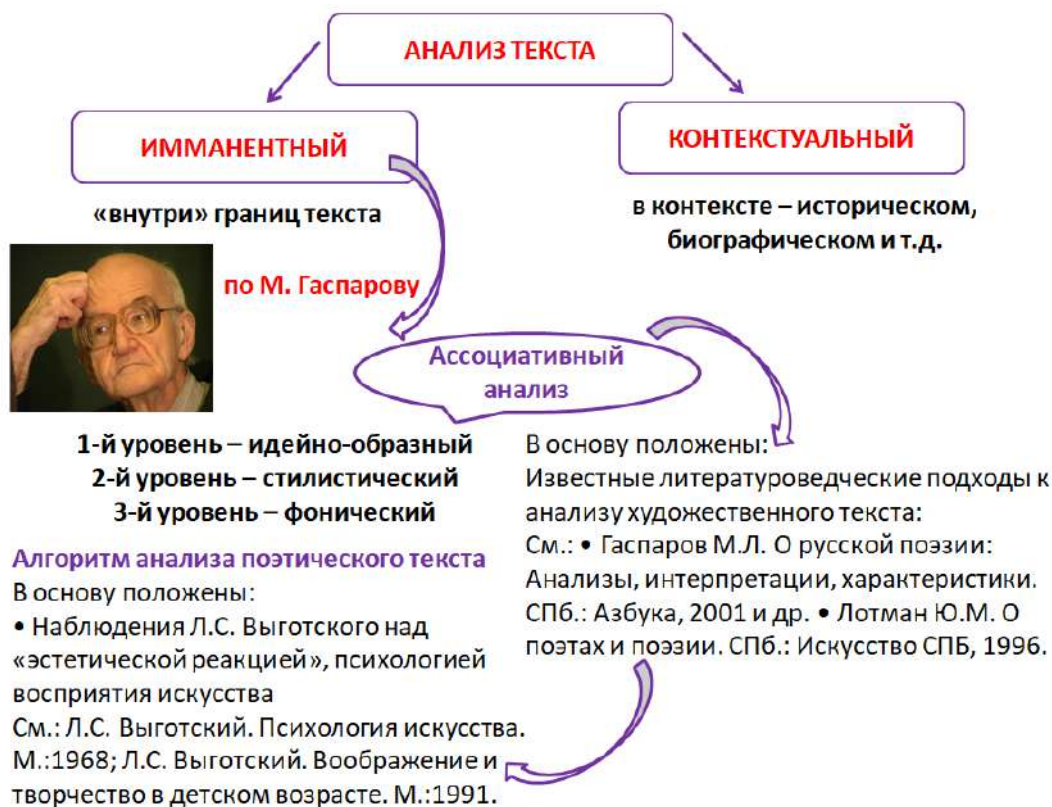 АНАЛИЗ ТЕКСТА
ИММАНЕНТНЫЙ
КОНТЕКСТУАЛЬНЫЙ
«внутри» границ текста
в контексте – историческом,
биографическом и т.д.
по М. Гаспарову
Ассоциативный
анализ
1-й уровень – идейно-образный
2-й уровень – стилистический
3-й уровень – фонический
Алгоритм анализа поэтического текста
В основу положены:
• Наблюдения Л.С. Выготского над
«эстетической реакцией», психологией
восприятия искусства
См.: Л.С. Выготский. Психология искусства.
М.:1968; Л.С. Выготский. Воображение и
творчество в детском возрасте. М.:1991.
В основу положены:
Известные литературоведческие подходы к
анализу художественного текста:
См.: • Гаспаров М.Л. О русской поэзии:
Анализы, интерпретации, характеристики.
СПб.: Азбука, 2001 и др. • Лотман Ю.М. О
поэтах и поэзии. СПб.: Искусство СПБ, 1996.